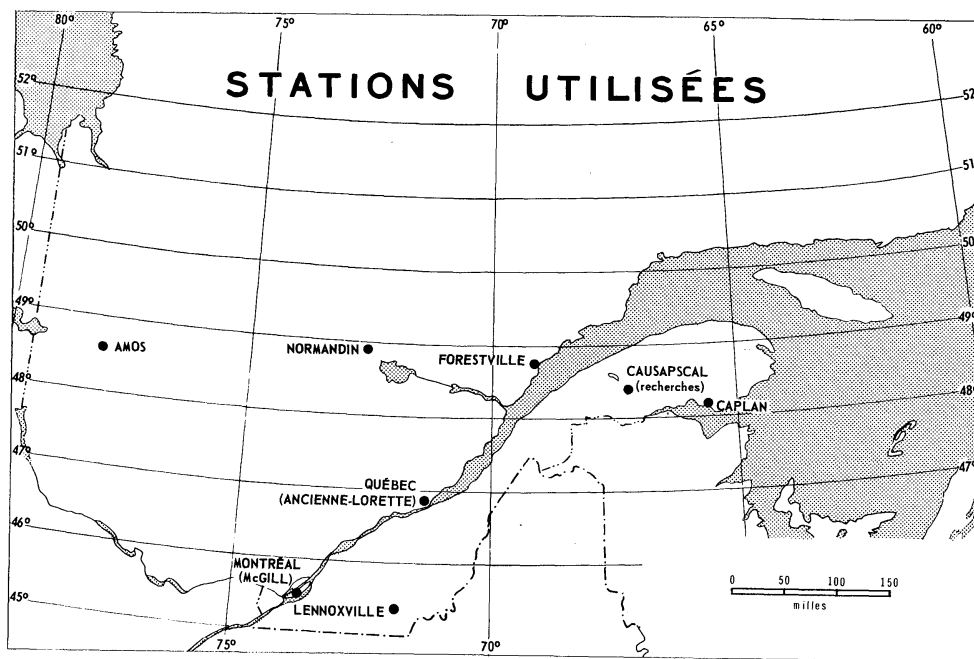 80° 75° 70° 65° 60°
STATIONS UTILISÉES
52° 52
51° 51
50° 50
49° 49°
48° 48
47° 47
46°
45°
AMOS
NORMANDIN
FORESTVILLE
CAUSAPSCAL
(recherches)
CAPLAN
QUÉBEC
(ANCIENNE-LORETTE)
MONTRÉAL
(McGILL)
LENNOXVILLE
0 50 100 150
milles
75° 70°